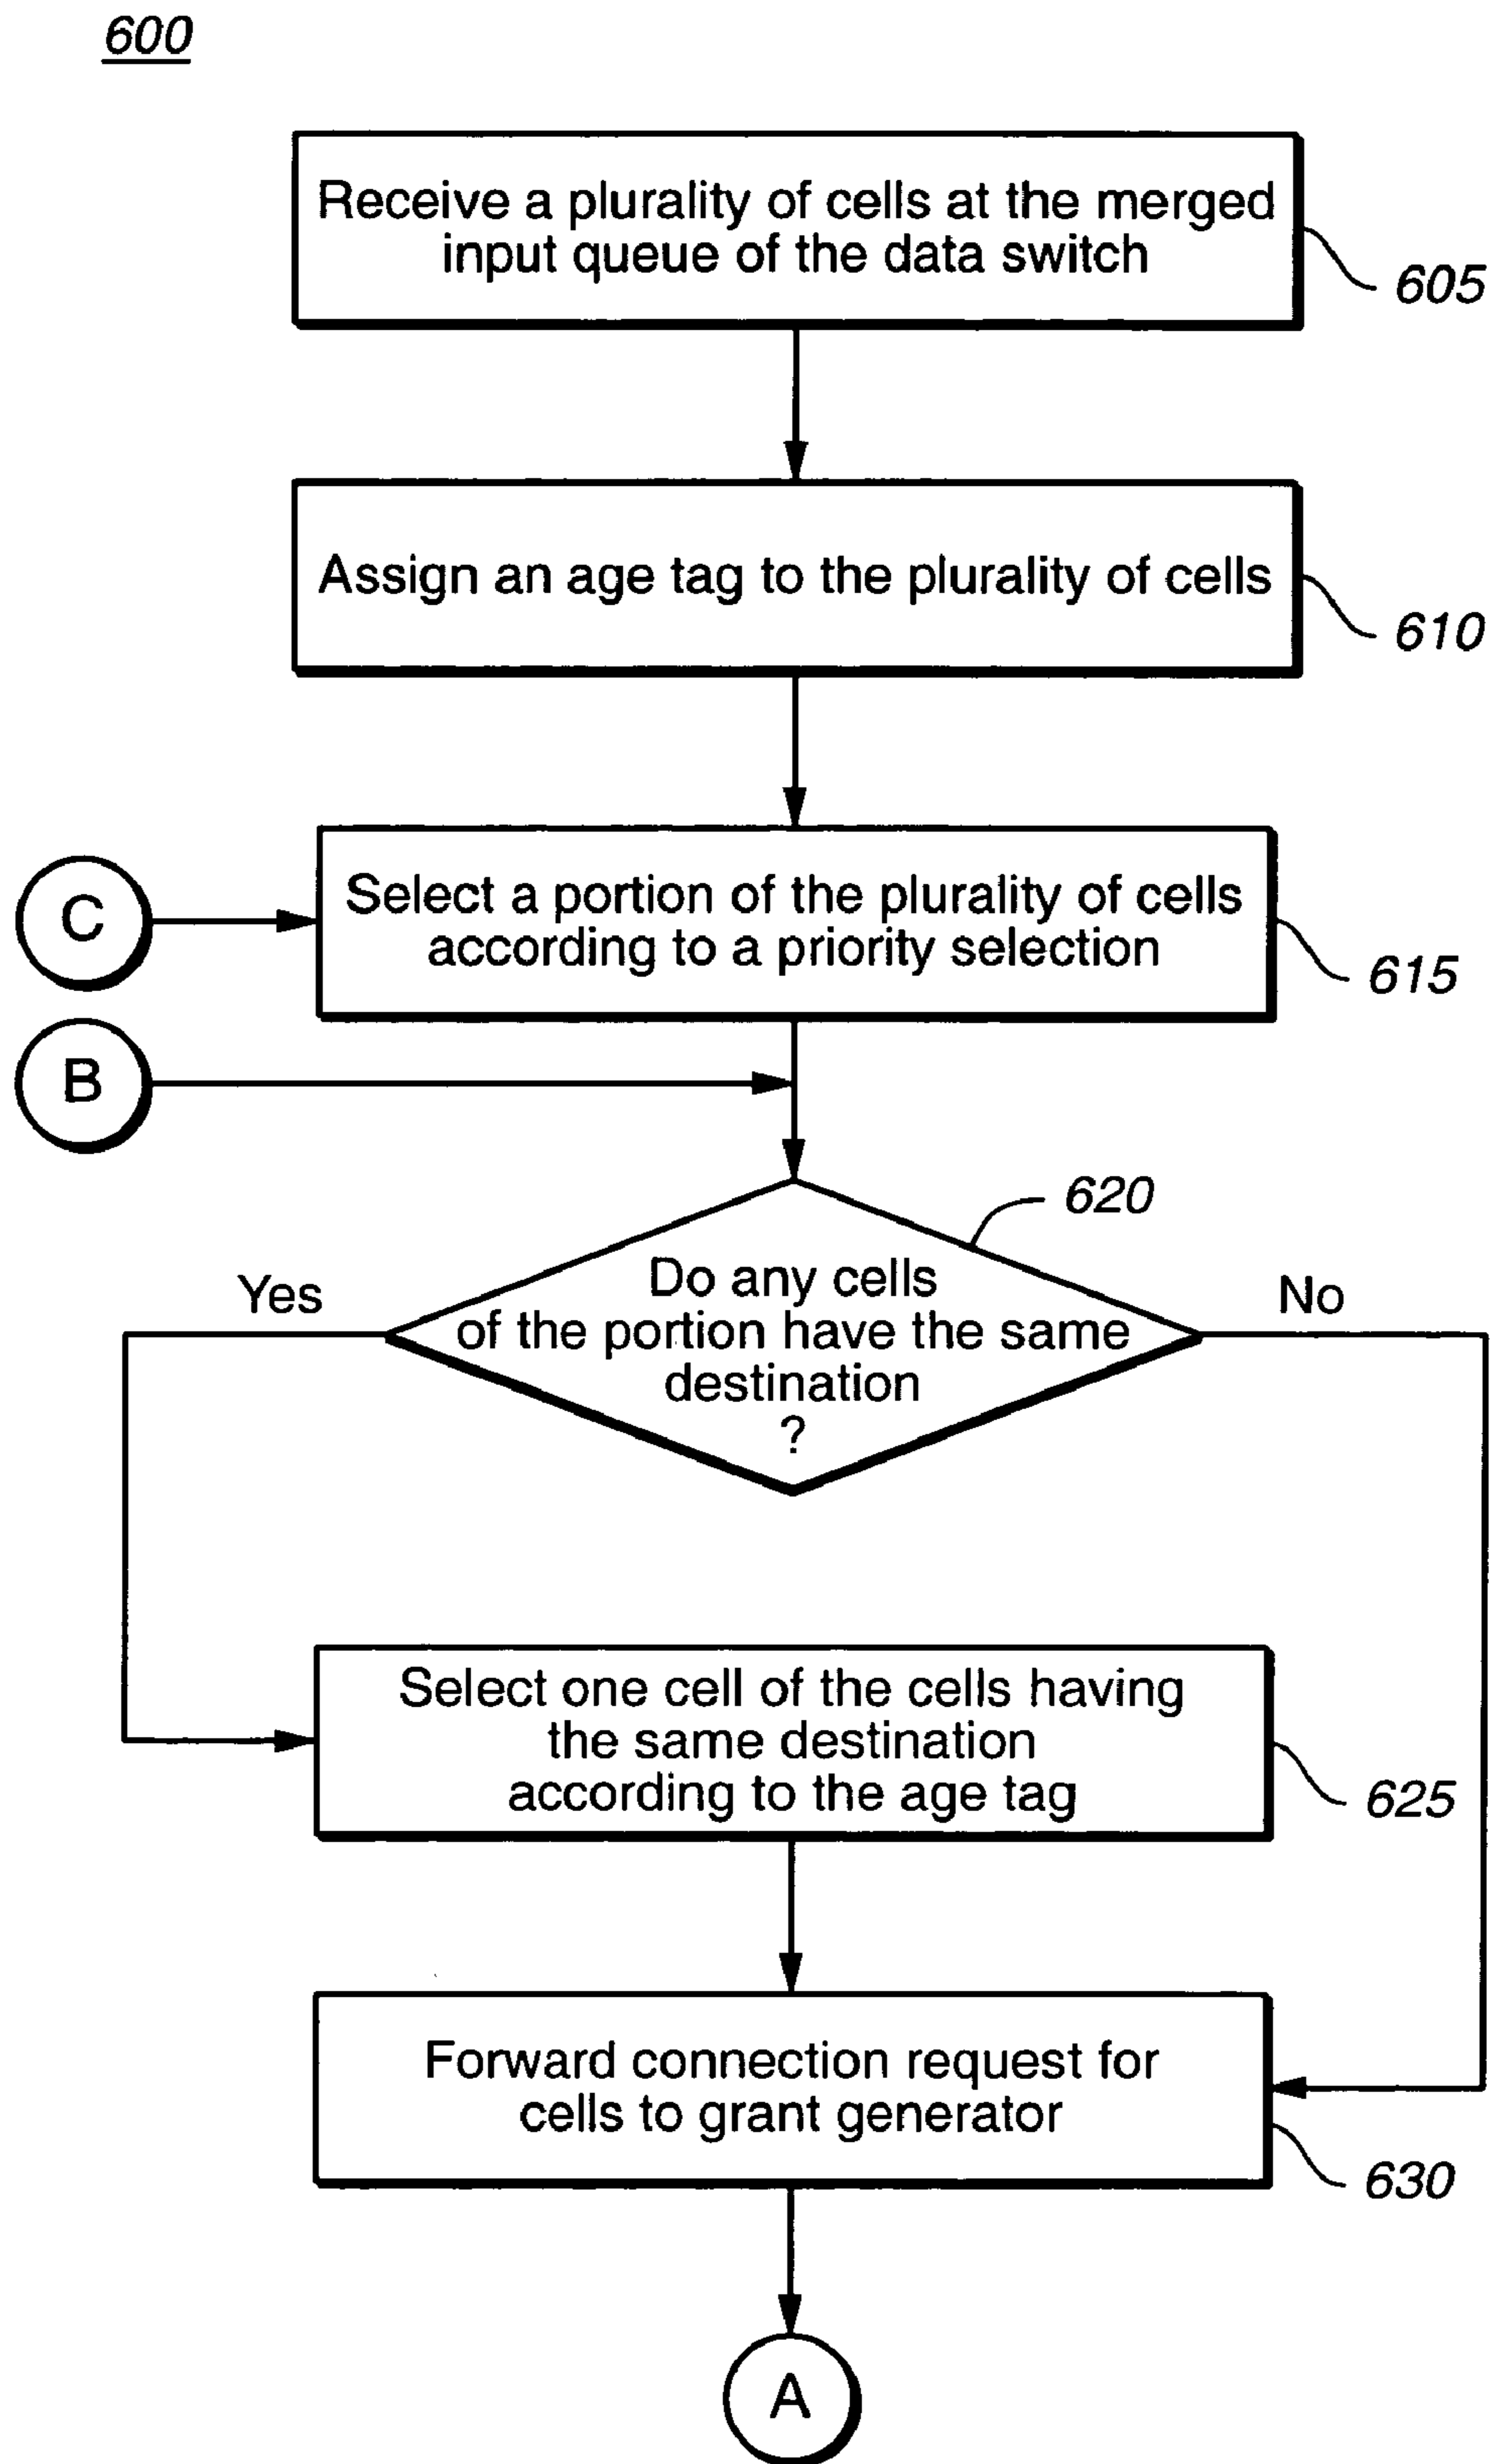 600
Receive a plurality of cells at the merged
input queue of the data switch
605
Assign an age tag to the plurality of cells
610
C
Select a portion of the plurality of cells
according to a priority selection
615
B
620
Do any cells
of the portion have the same
destination
?
Yes
No
Select one cell of the cells having
the same destination
according to the age tag
625
Forward connection request for
cells to grant generator
630
A